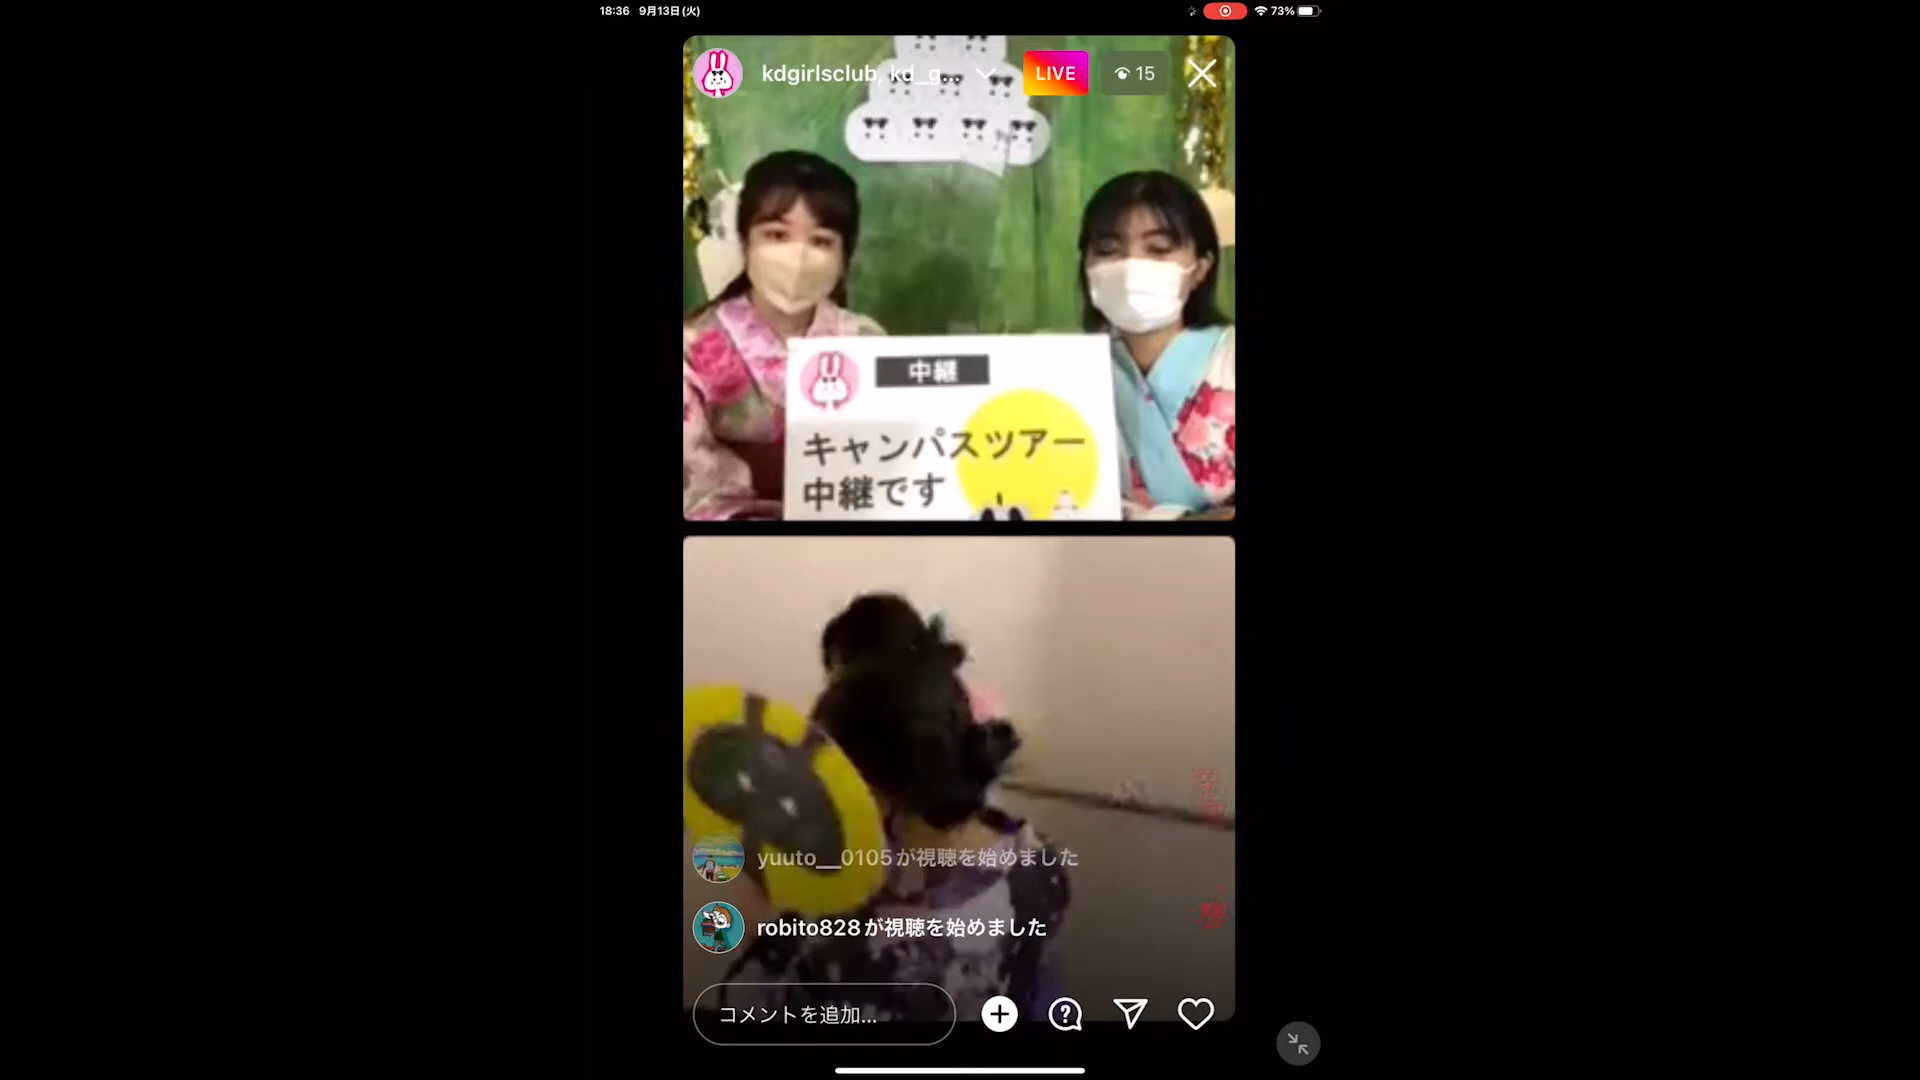 18:36 9月13日(火)
73%
kdgirlsclub, kd_g...
LIVE
15
中継
キャンパスツアー
中継です
yuuto__0105が視聴を始めました
robito828が視聴を始めました
コメントを追加...